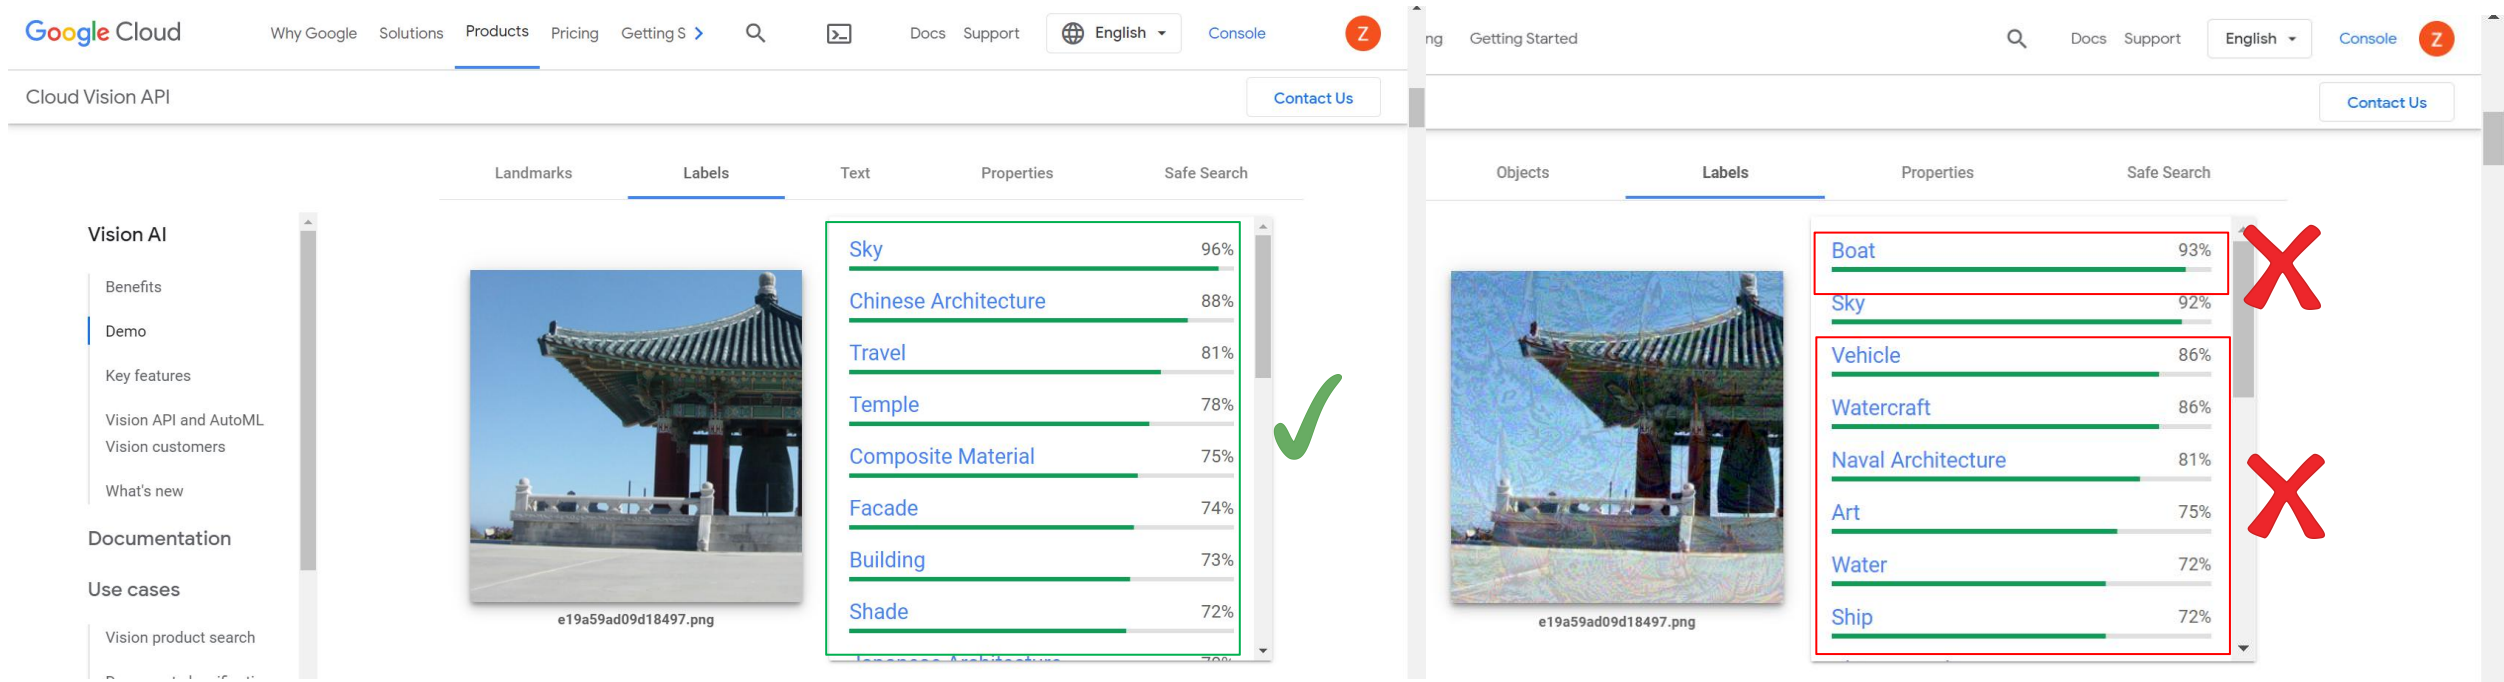 Google Cloud Why Google Solutions Products Pricing Getting S Docs Support English Console Z
Cloud Vision API Contact Us
Landmarks Labels Text Properties Safe Search
Vision AI
Benefits
Demo
Key features
Vision API and AutoML
Vision customers
What's new
Documentation
Use cases
Vision product search
e19a59ad09d18497.png
Sky 96%
Chinese Architecture 88%
Travel 81%
Temple 78%
Composite Material 75%
Facade 74%
Building 73%
Shade 72%
ng Getting Started Docs Support English Console Z
Contact Us
Objects Labels Properties Safe Search
e19a59ad09d18497.png
Boat 93%
Sky 92%
Vehicle 86%
Watercraft 86%
Naval Architecture 81%
Art 75%
Water 72%
Ship 72%